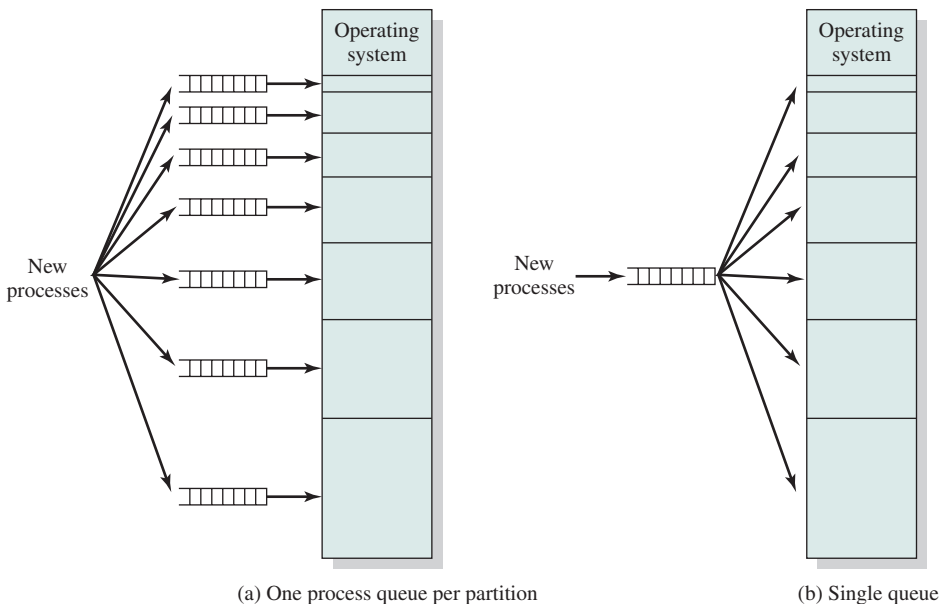 Operating
system
New
processes
(a) One process queue per partition
Operating
system
New
processes
(b) Single queue